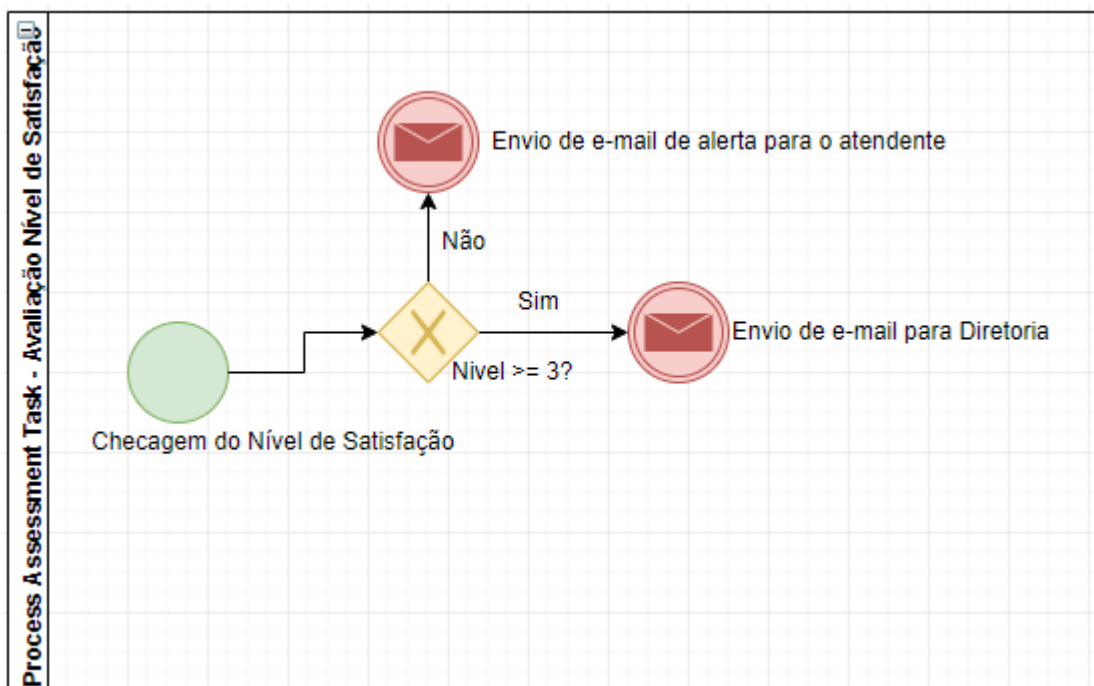 Process Assessment Task - Avaliação Nível de Satisfação
Envio de e-mail de alerta para o atendente
Não
Sim
Envio de e-mail para Diretoria
Nivel >= 3?
Checagem do Nível de Satisfação